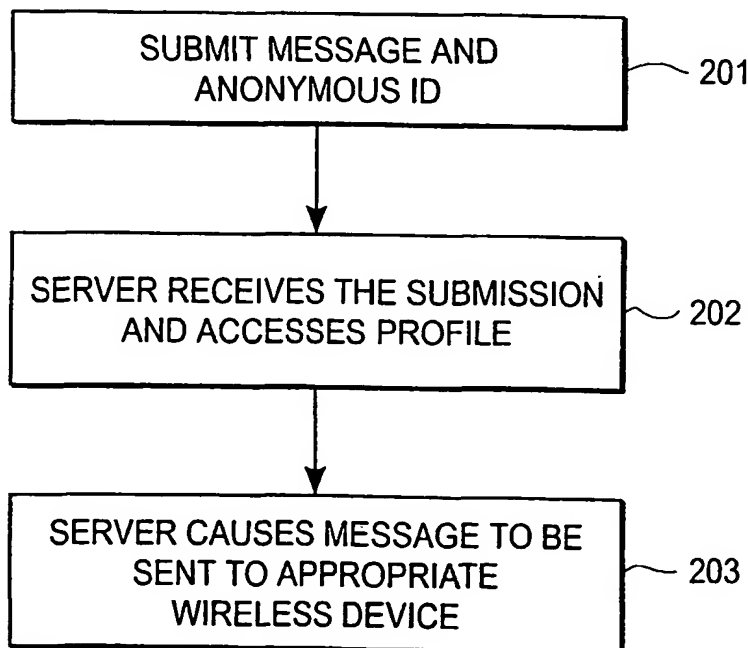 SUBMIT MESSAGE AND
ANONYMOUS ID
201
SERVER RECEIVES THE SUBMISSION
AND ACCESSES PROFILE
202
SERVER CAUSES MESSAGE TO BE
SENT TO APPROPRIATE
WIRELESS DEVICE
203